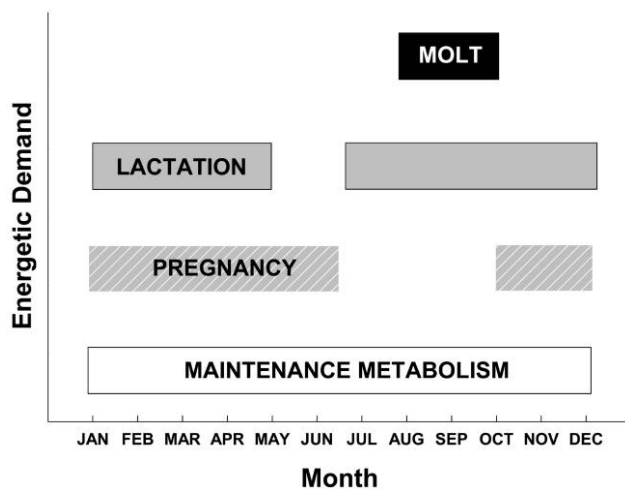 MOLT
LACTATION
PREGNANCY
MAINTENANCE METABOLISM
Energetic Demand
JAN FEB MAR APR MAY JUN JUL AUG SEP OCT NOV DEC
Month